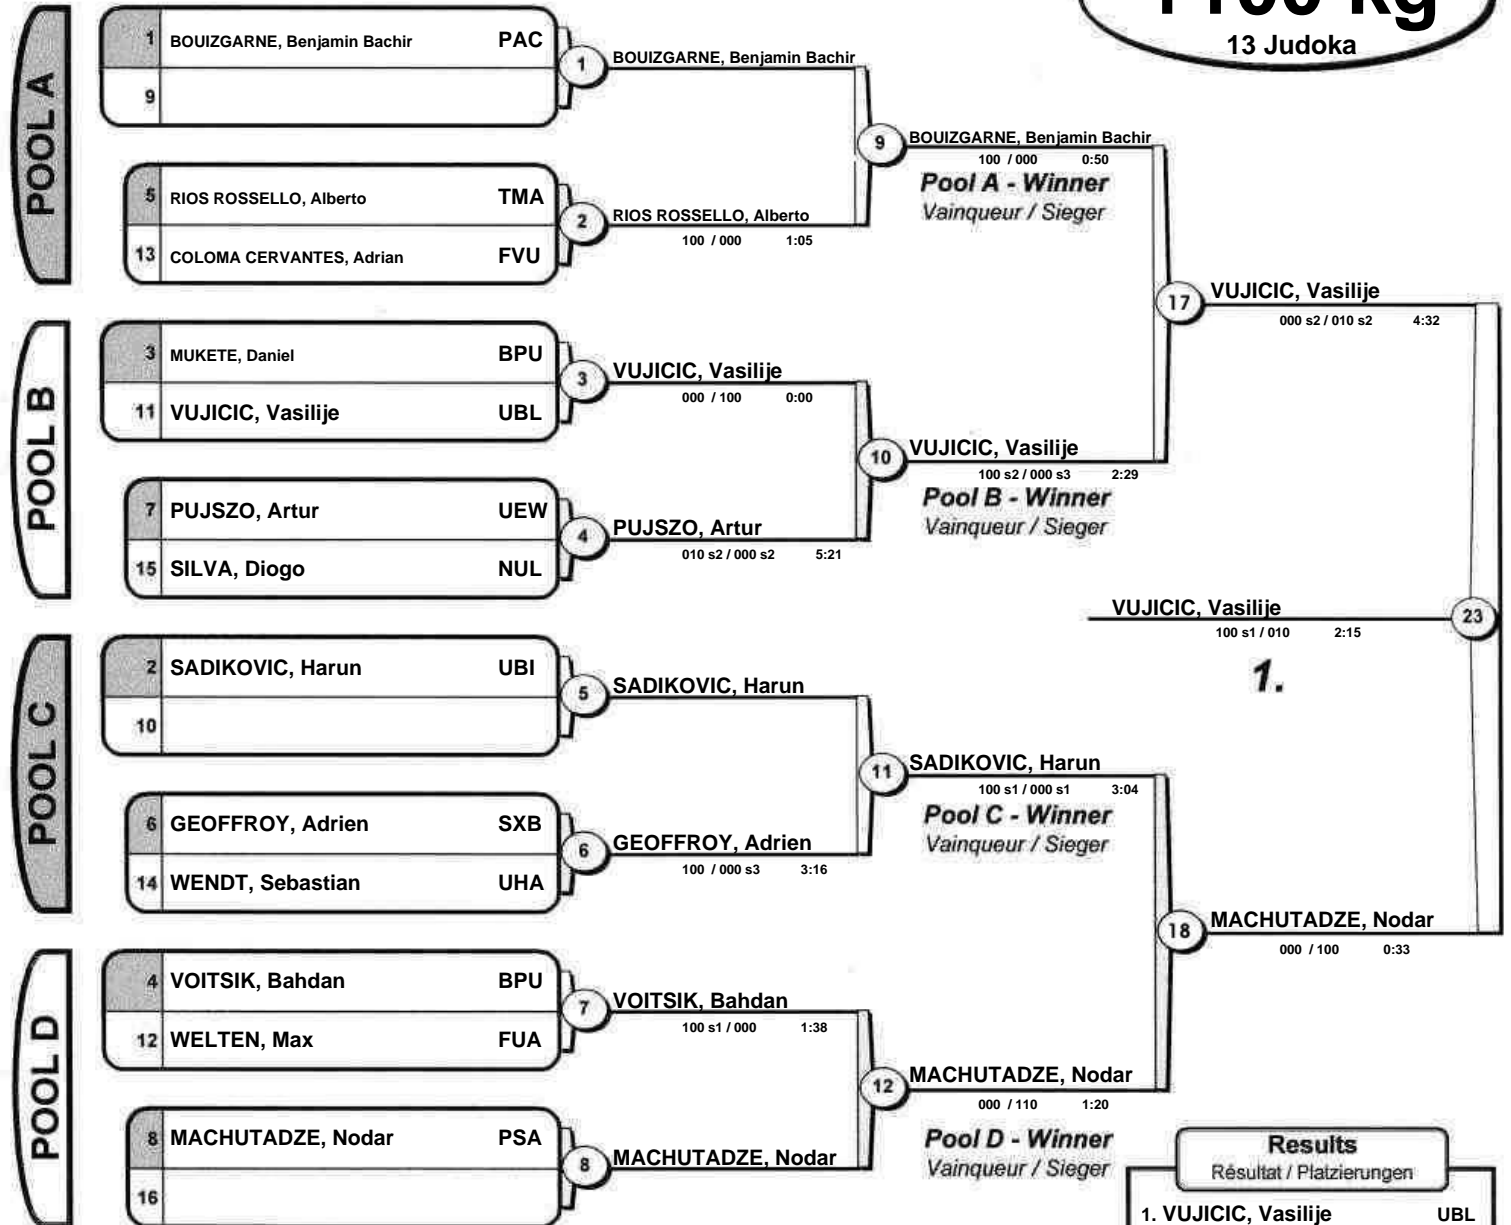 13 Judoka
POOL A
1 BOUIZGARNE, Benjamin Bachir PAC
9
1 BOUIZGARNE, Benjamin Bachir
5 RIOS ROSSELLO, Alberto TMA
13 COLOMA CERVANTES, Adrian FVU
2 RIOS ROSSELLO, Alberto
100 / 000 1:05
9 BOUIZGARNE, Benjamin Bachir
100 / 000 0:50
Pool A - Winner
Vainqueur / Sieger
POOL B
3 MUKETE, Daniel BPU
11 VUJICIC, Vasilije UBL
3 VUJICIC, Vasilije
000 / 100 0:00
7 PUJSZO, Artur UEW
15 SILVA, Diogo NUL
4 PUJSZO, Artur
010 s2 / 000 s2 5:21
10 VUJICIC, Vasilije
100 s2 / 000 s3 2:29
Pool B - Winner
Vainqueur / Sieger
17 VUJICIC, Vasilije
000 s2 / 010 s2 4:32
VUJICIC, Vasilije 23
100 s1 / 010 2:15
1.
POOL C
2 SADIKOVIC, Harun UBI
10
5 SADIKOVIC, Harun
6 GEOFFROY, Adrien SXB
14 WENDT, Sebastian UHA
6 GEOFFROY, Adrien
100 / 000 s3 3:16
11 SADIKOVIC, Harun
100 s1 / 000 s1 3:04
Pool C - Winner
Vainqueur / Sieger
POOL D
4 VOITSIK, Bahdan BPU
12 WELTEN, Max FUA
7 VOITSIK, Bahdan
100 s1 / 000 1:38
8 MACHUTADZE, Nodar PSA
16
8 MACHUTADZE, Nodar
12 MACHUTADZE, Nodar
000 / 110 1:20
Pool D - Winner
Vainqueur / Sieger
18 MACHUTADZE, Nodar
000 / 100 0:33
Results
Résultat / Platzierungen
1. VUJICIC, Vasilije UBL